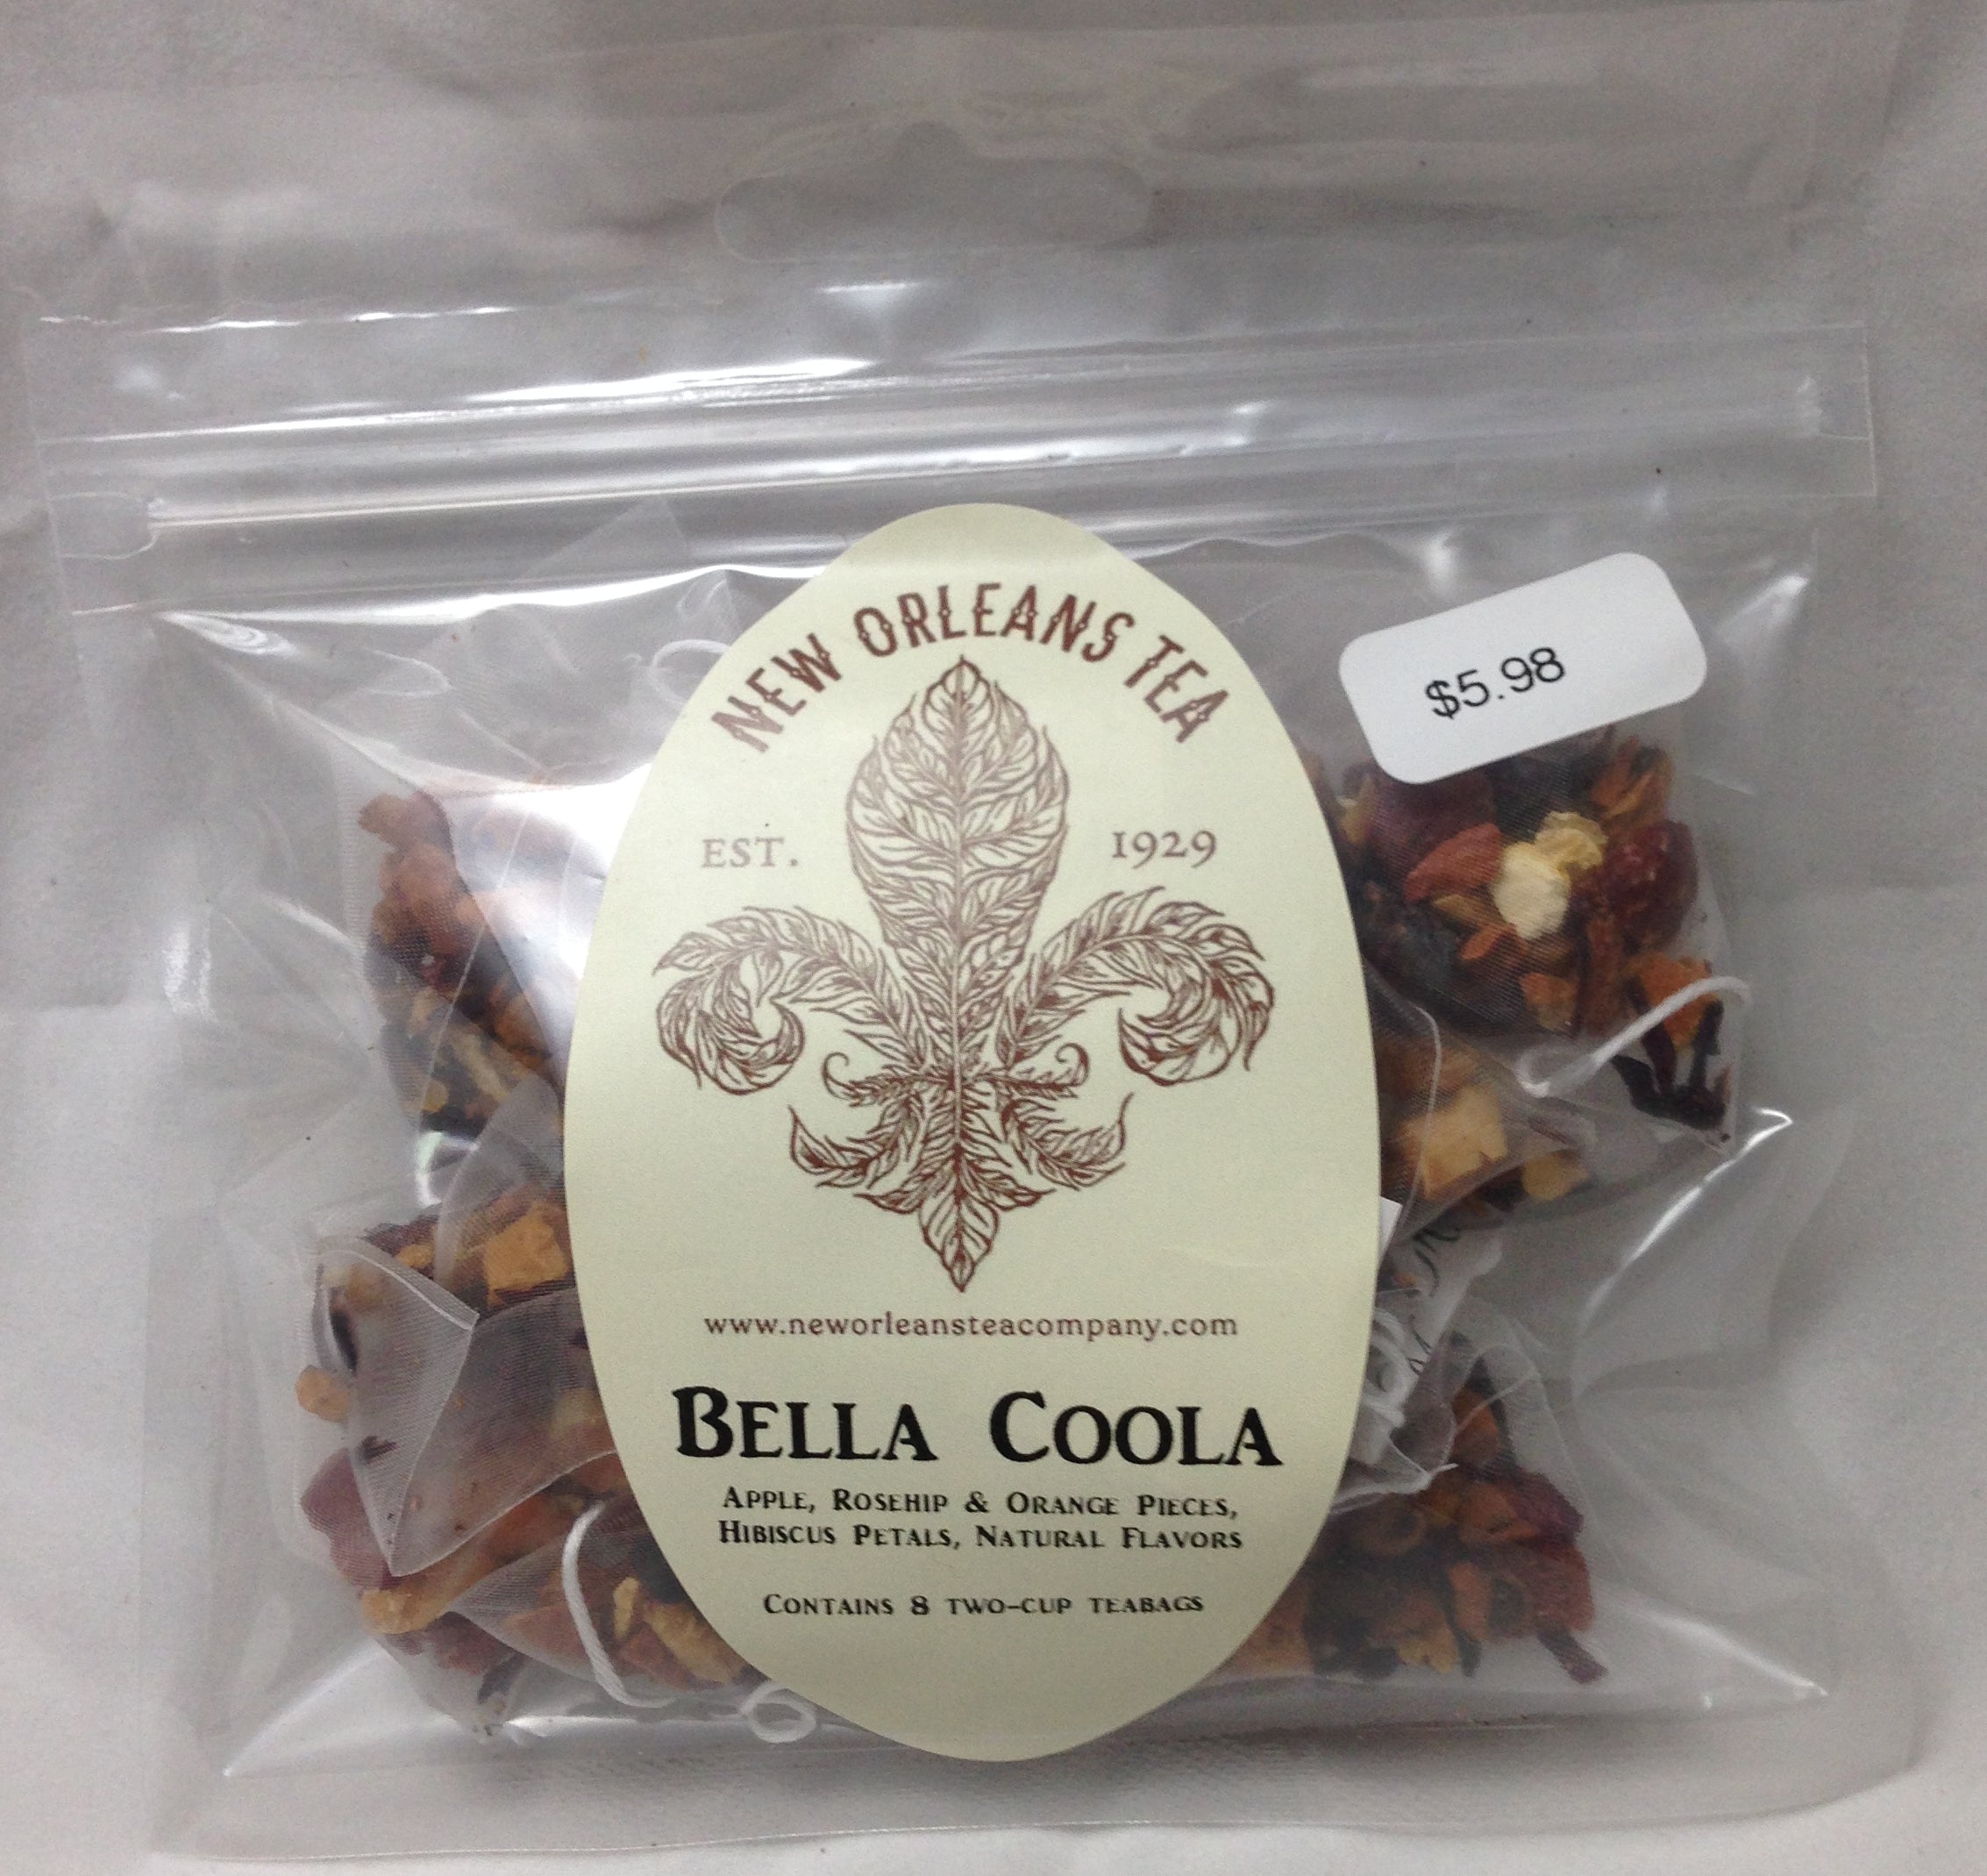 NEW ORLEANS TEA
$5.98
EST. 1929
www.neworleansteacompany.com
BELLA COOLA
APPLE, ROSEHIP & ORANGE PIECES,
HIBISCUS PETALS, NATURAL FLAVORS
CONTAINS 8 TWO-CUP TEABAGS